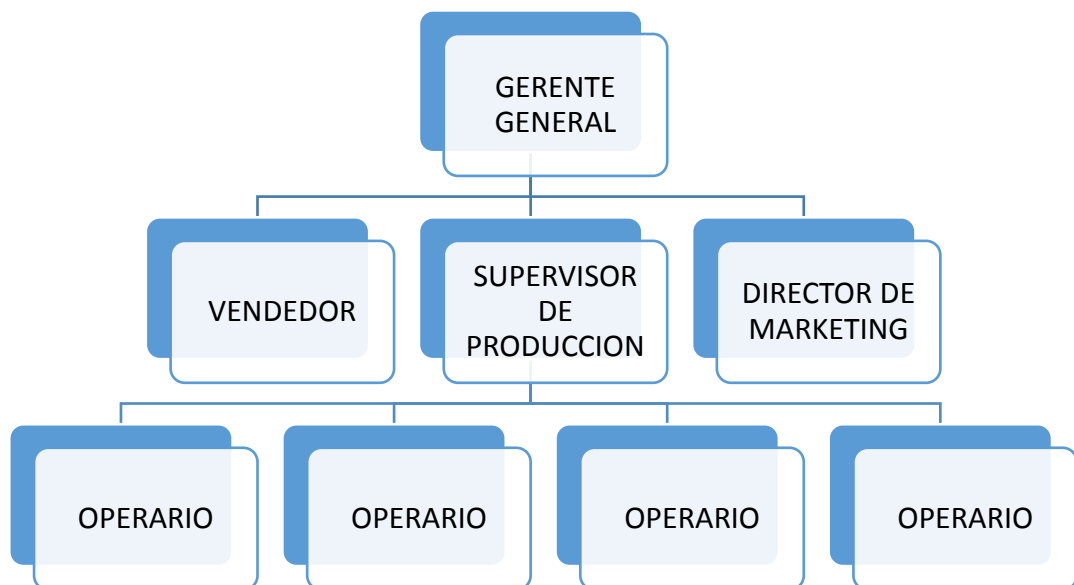 GERENTE
GENERAL
VENDEDOR
SUPERVISOR
DE
PRODUCCION
DIRECTOR DE
MARKETING
OPERARIO
OPERARIO
OPERARIO
OPERARIO